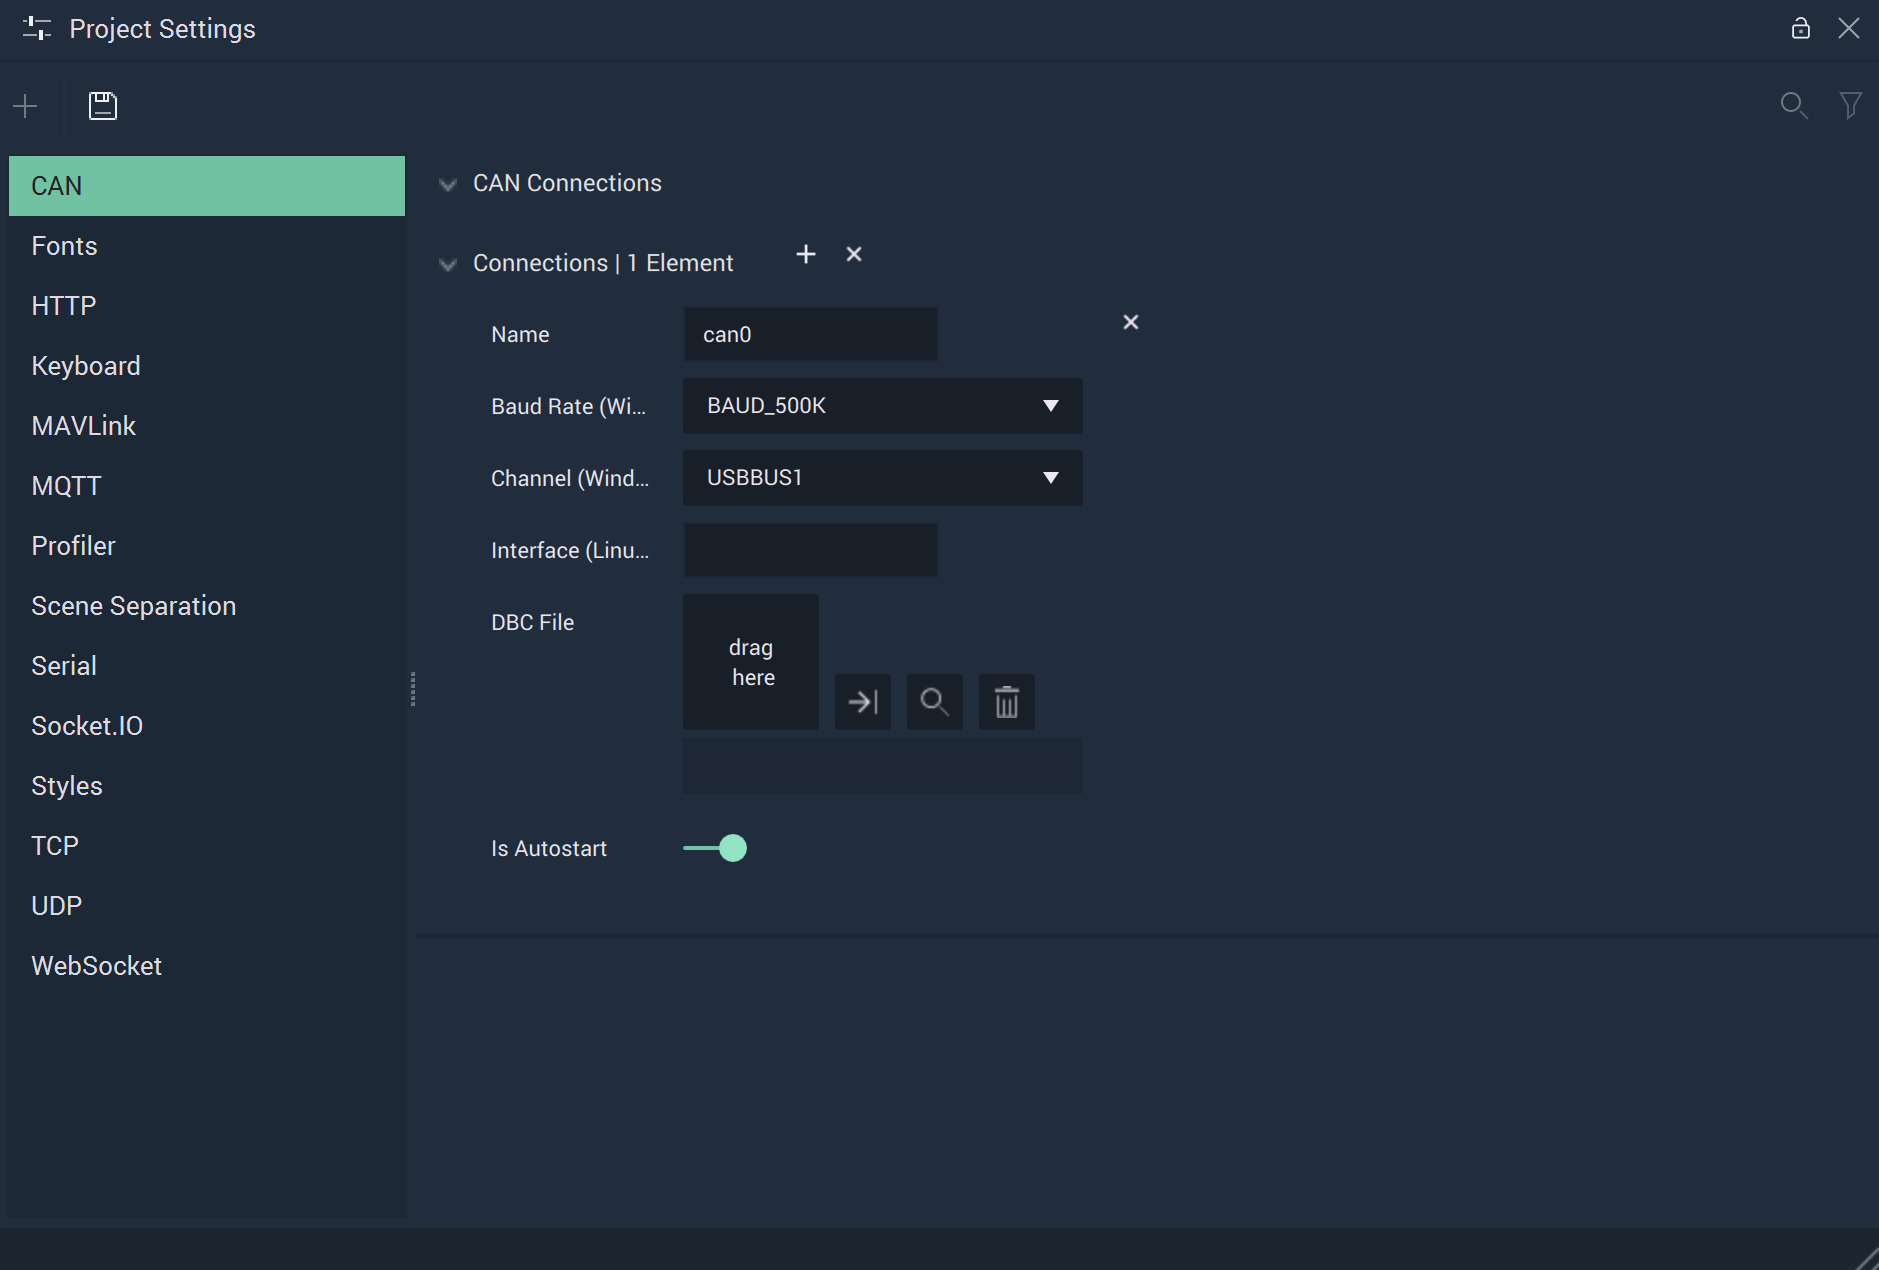 Project Settings
CAN
Fonts
HTTP
Keyboard
MAVLink
MQTT
Profiler
Scene Separation
Serial
Socket.IO
Styles
TCP
UDP
WebSocket
CAN Connections
Connections | 1 Element
Name
can0
Baud Rate (Wi...
BAUD_500K
Channel (Wind...
USBBUS1
Interface (Linu...
DBC File
drag
here
Is Autostart